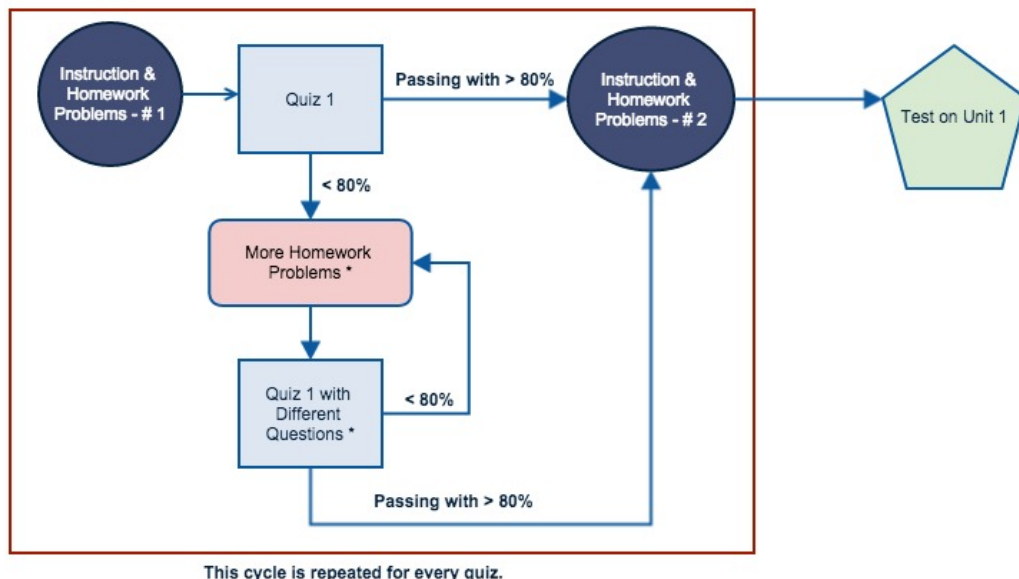 Instruction &
Homework
Problems - # 1
Quiz 1
Passing with > 80%
Instruction &
Homework
Problems - # 2
Test on Unit 1
< 80%
More Homework
Problems *
Quiz 1 with
Different
Questions *
< 80%
Passing with > 80%
This cycle is repeated for every quiz.